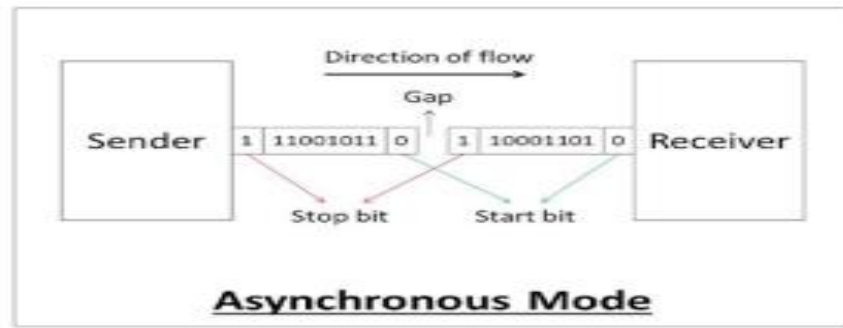 Direction of flow
Gap
Sender
1 11001011 0
1 10001101 0
Receiver
Stop bit
Start bit
Asynchronous Mode